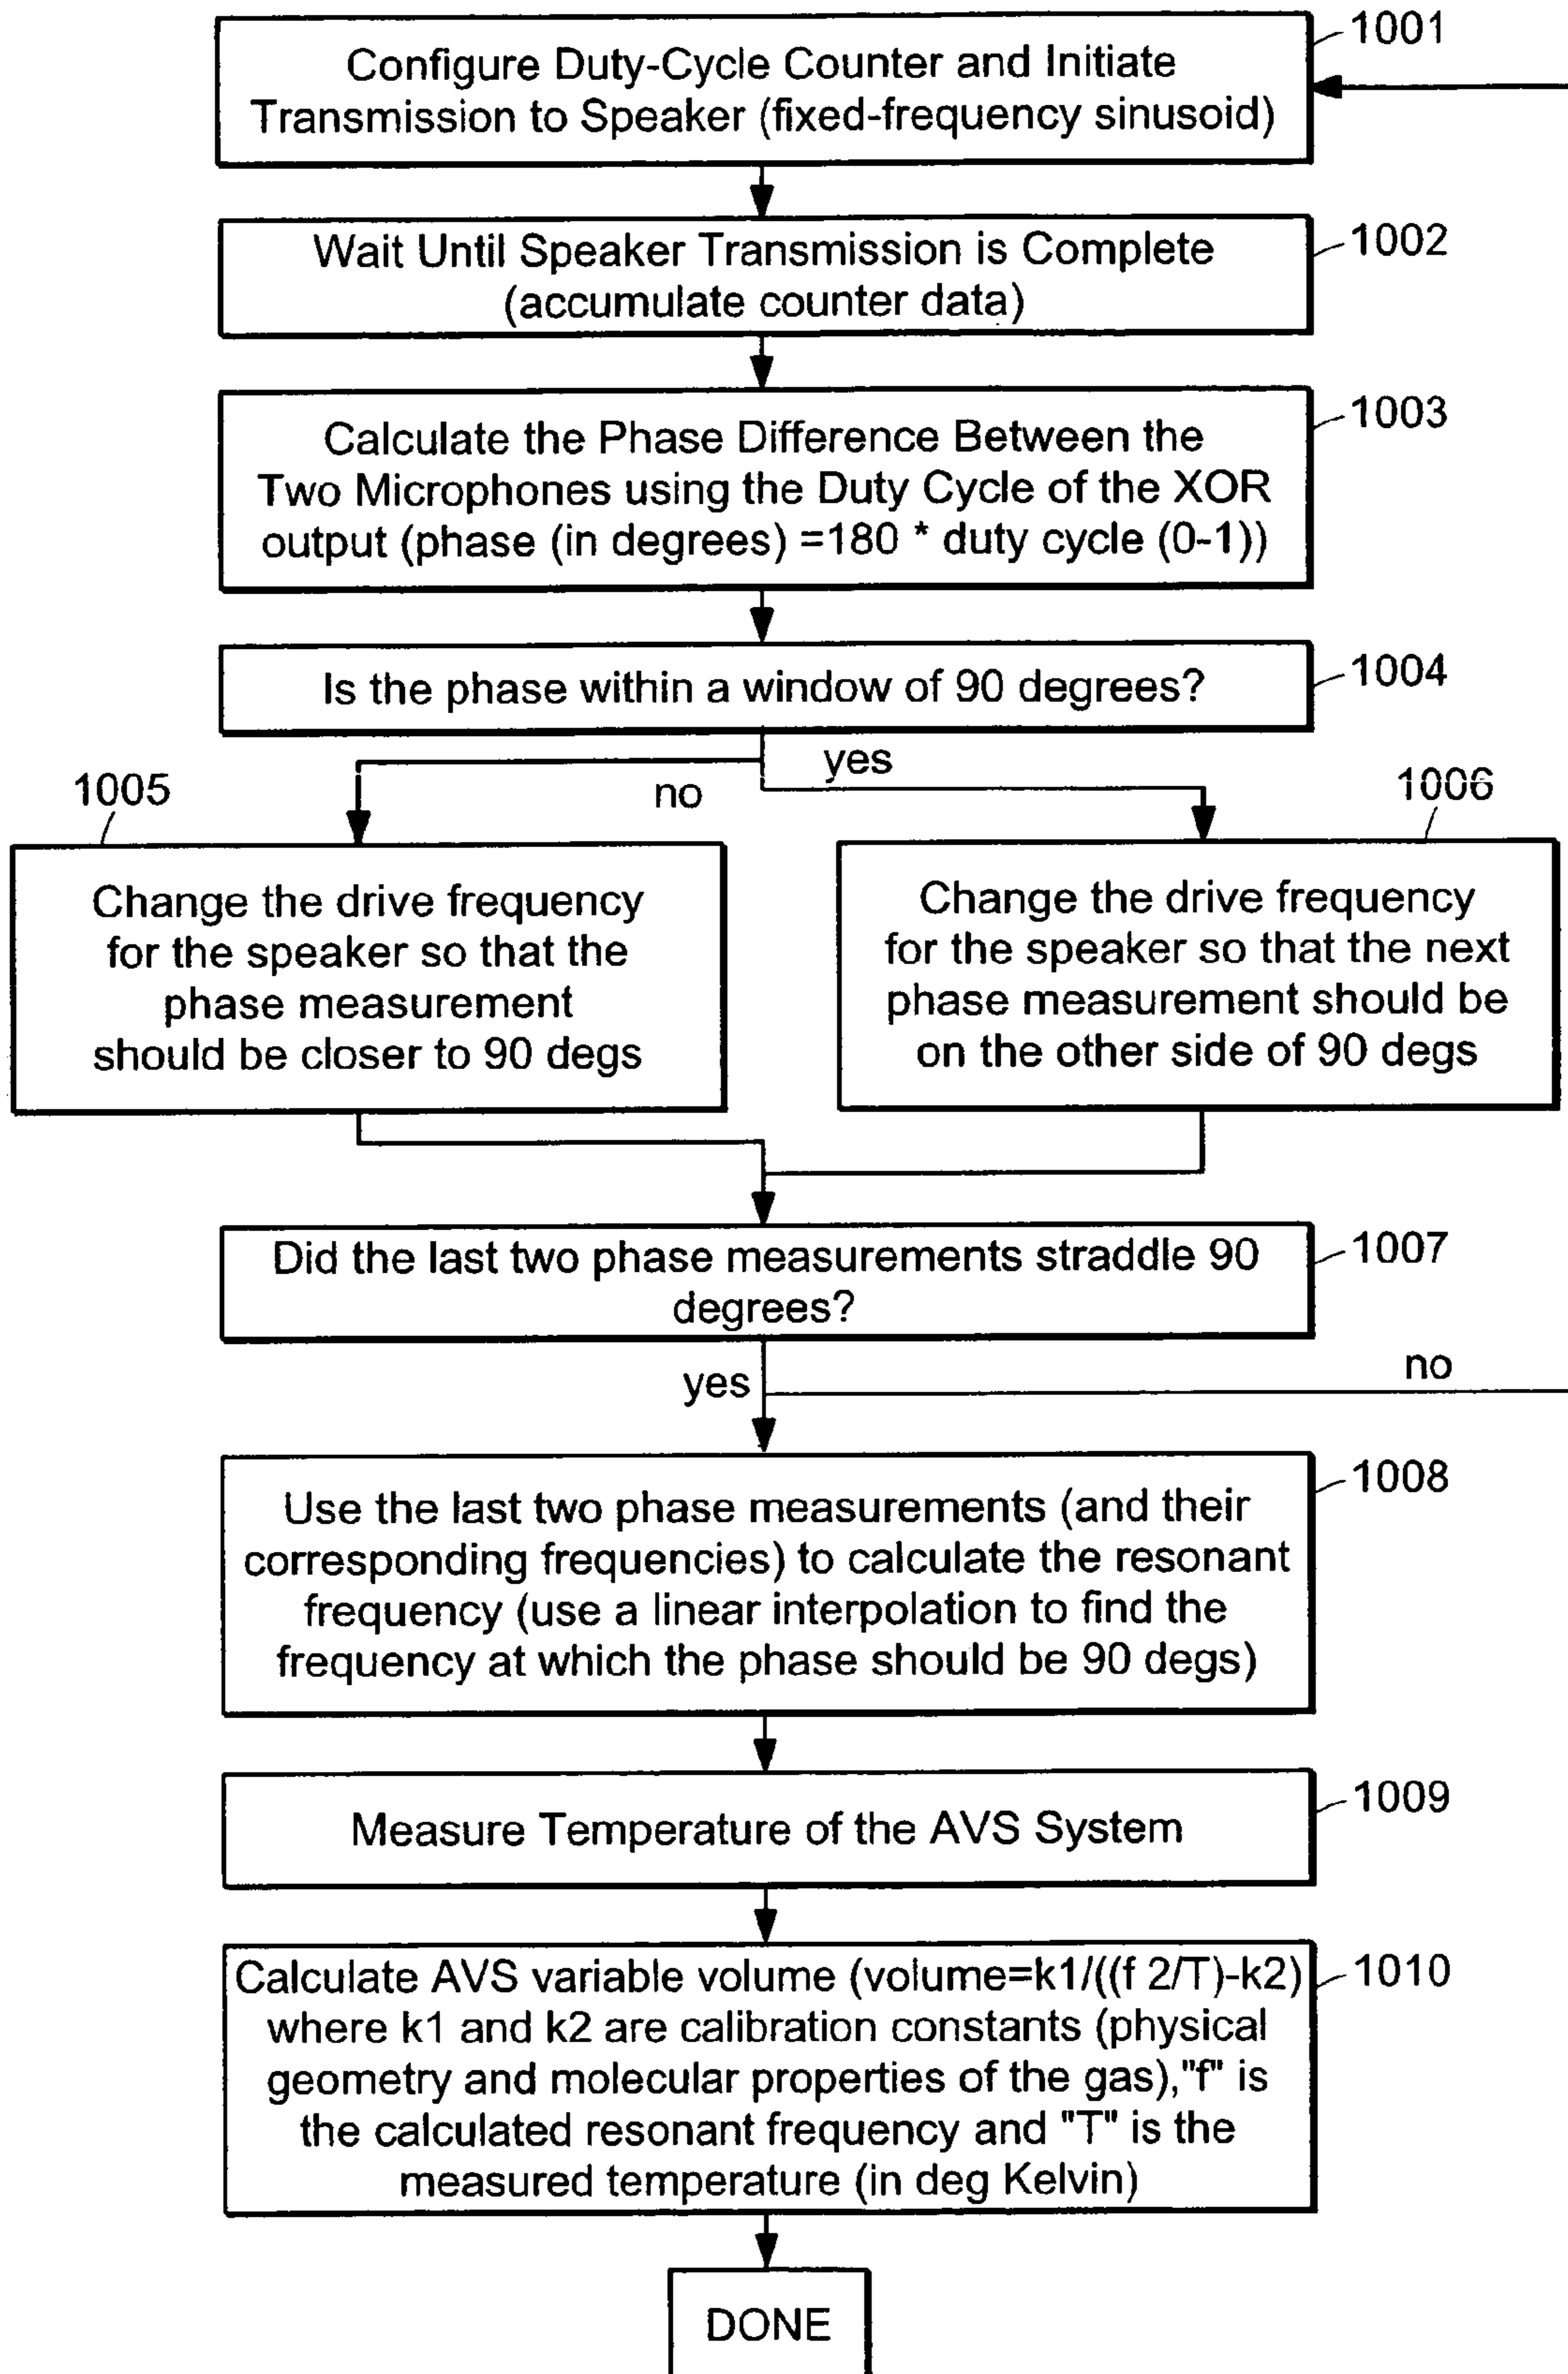 1001
Configure Duty-Cycle Counter and Initiate
Transmission to Speaker (fixed-frequency sinusoid)
1002
Wait Until Speaker Transmission is Complete
(accumulate counter data)
1003
Calculate the Phase Difference Between the
Two Microphones using the Duty Cycle of the XOR
output (phase (in degrees) =180 * duty cycle (0-1))
1004
Is the phase within a window of 90 degrees?
no
yes
1005
Change the drive frequency
for the speaker so that the
phase measurement
should be closer to 90 degs
1006
Change the drive frequency
for the speaker so that the next
phase measurement should be
on the other side of 90 degs
1007
Did the last two phase measurements straddle 90
degrees?
yes
no
1008
Use the last two phase measurements (and their
corresponding frequencies) to calculate the resonant
frequency (use a linear interpolation to find the
frequency at which the phase should be 90 degs)
1009
Measure Temperature of the AVS System
1010
Calculate AVS variable volume (volume=k1/((f 2/T)-k2)
where k1 and k2 are calibration constants (physical
geometry and molecular properties of the gas),"f" is
the calculated resonant frequency and "T" is the
measured temperature (in deg Kelvin)
DONE